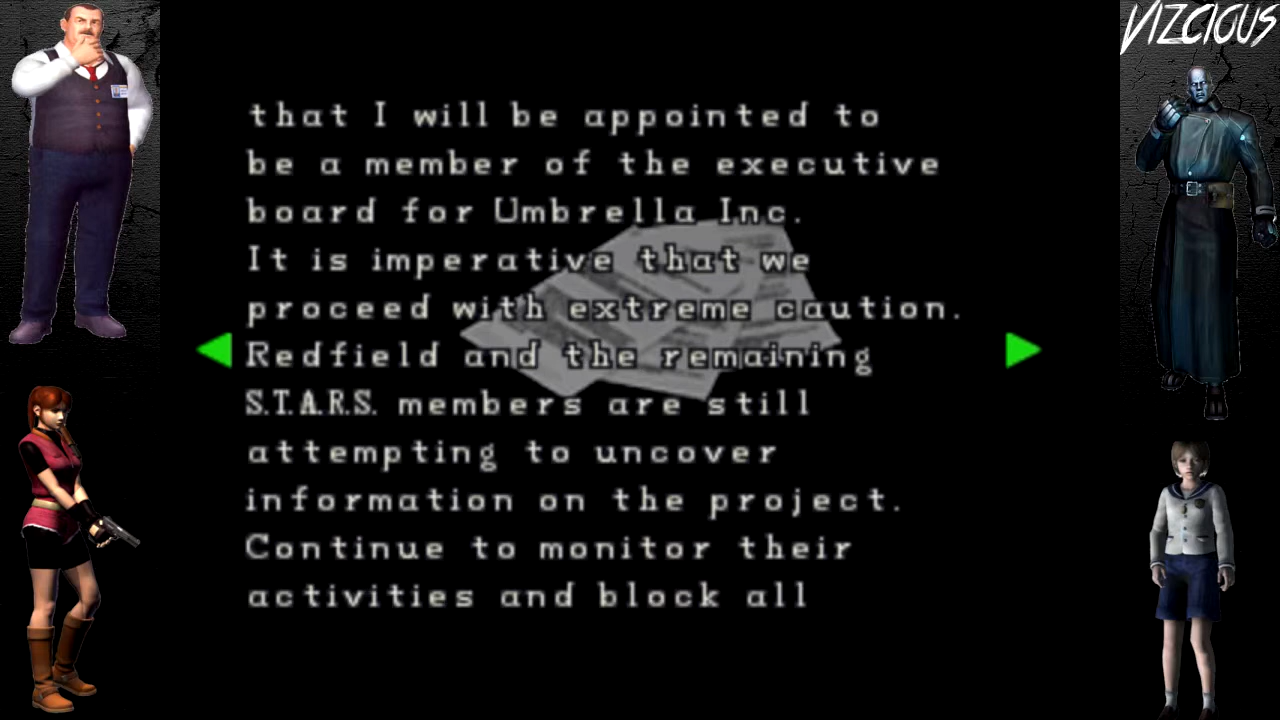 VIZCIOUS
that I will be appointed to
be a member of the executive
board for Umbrella Inc.
It is imperative that we
proceed with extreme caution.
Redfield and the remaining
S.T.A.R.S. members are still
attempting to uncover
information on the project.
Continue to monitor their
activities and block all